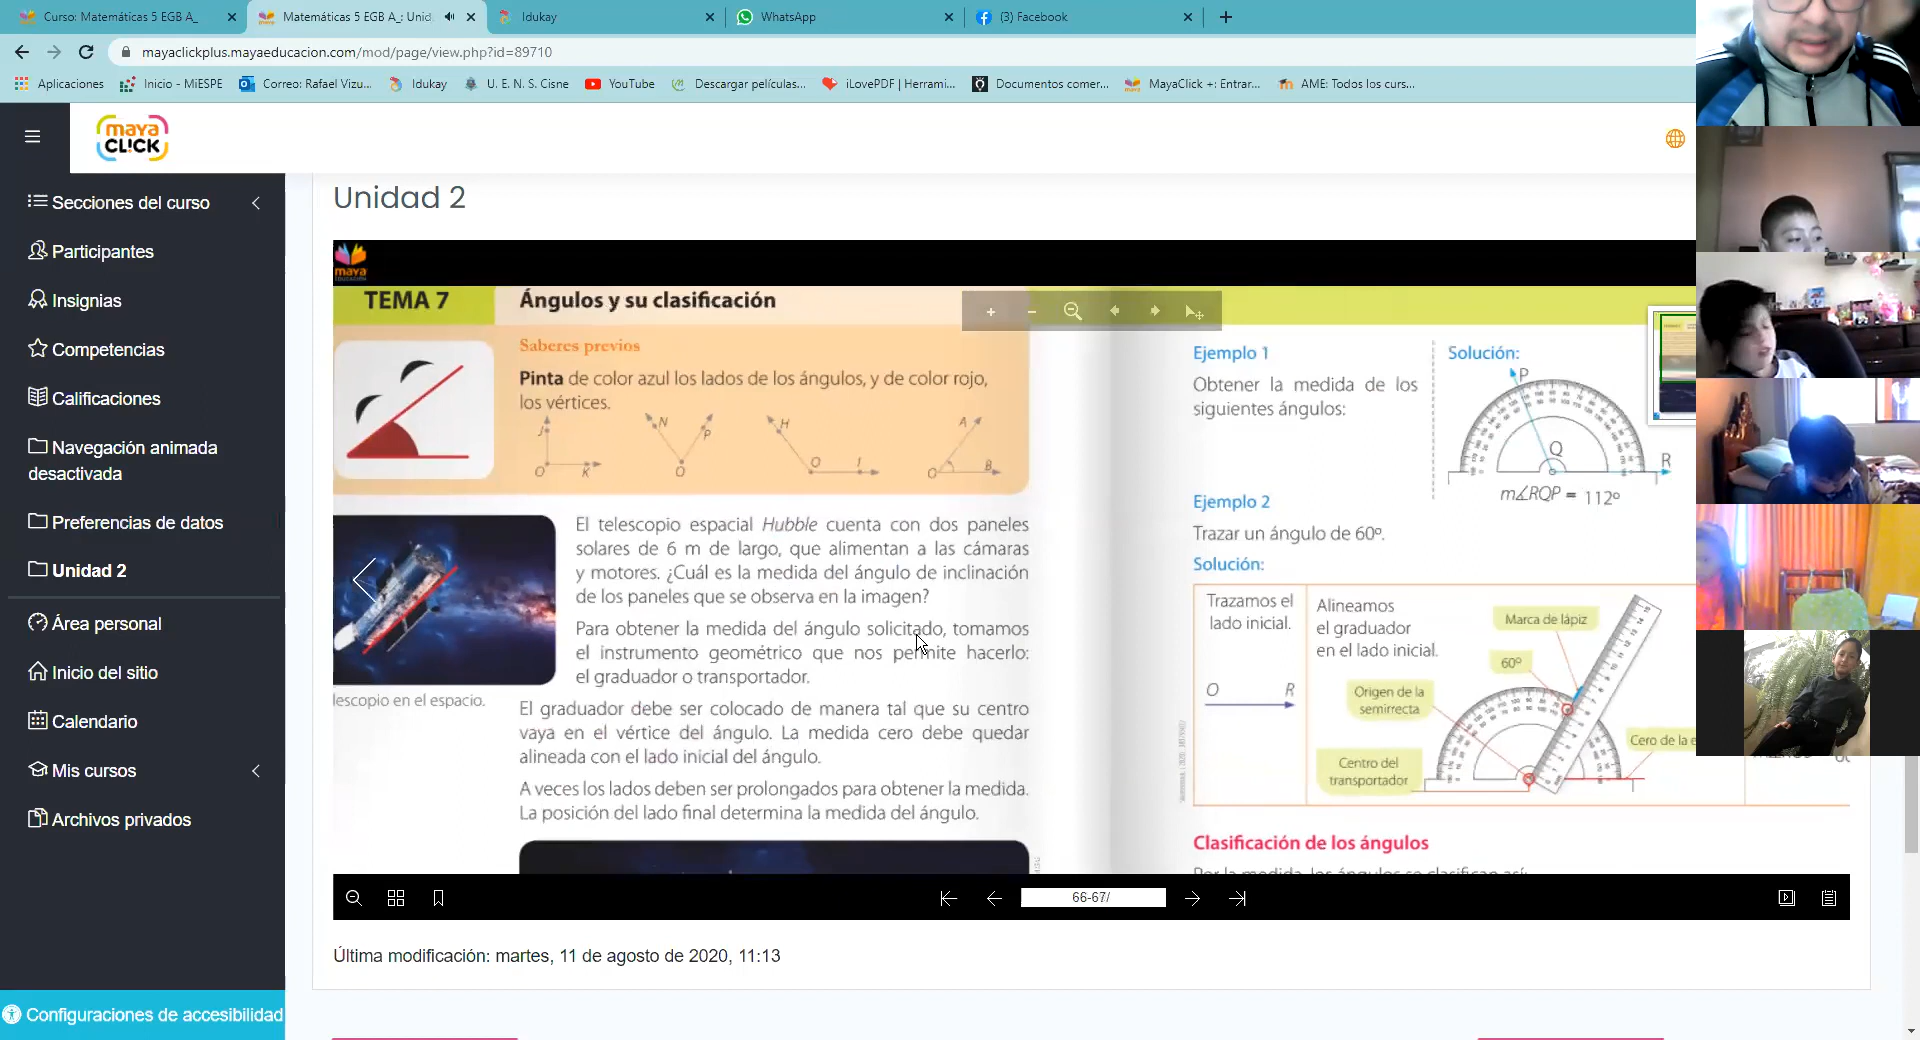 Curso: Matemáticas 5 EGB A_
Matemáticas 5 EGB A_: Unid
Idukay
WhatsApp
(3) Facebook
mayaclickplus.mayaeducacion.com/mod/page/view.php?id=89710
Aplicaciones
Inicio - MiESPE
Correo: Rafael Vizu...
Idukay
U. E. N. S. Cisne
YouTube
Descargar películas...
iLovePDF | Herrami...
Documentos comer...
MayaClick +: Entrar...
AME: Todos los curs...
maya
CLICK
Secciones del curso
Participantes
Insignias
Competencias
Calificaciones
Navegación animada
desactivada
Preferencias de datos
Unidad 2
Área personal
Inicio del sitio
Calendario
Mis cursos
Archivos privados
Configuraciones de accesibilidad
Unidad 2
maya
TEMA 7
Ángulos y su clasificación
Saberes previos
Pinta de color azul los lados de los ángulos, y de color rojo,
los vértices.
J
O
K
N
P
O
H
O
I
A
O
B
El telescopio espacial Hubble cuenta con dos paneles
solares de 6 m de largo, que alimentan a las cámaras
y motores. ¿Cuál es la medida del ángulo de inclinación
de los paneles que se observa en la imagen?
Para obtener la medida del ángulo solicitado, tomamos
el instrumento geométrico que nos permite hacerlo:
el graduador o transportador.
lescopio en el espacio.
El graduador debe ser colocado de manera tal que su centro
vaya en el vértice del ángulo. La medida cero debe quedar
alineada con el lado inicial del ángulo.
A veces los lados deben ser prolongados para obtener la medida.
La posición del lado final determina la medida del ángulo.
Ejemplo 1
Obtener la medida de los
siguientes ángulos:
Solución:
P
Q
R
m∡RQP = 112º
Ejemplo 2
Trazar un ángulo de 60º.
Solución:
Trazamos el
lado inicial.
O
R
Alineamos
el graduador
en el lado inicial.
Marca de lápiz
60º
Origen de la
semirrecta
Centro del
transportador
Cero de la e
Clasificación de los ángulos
Por la medida, los ángulos se clasifican así:
66-67/
Última modificación: martes, 11 de agosto de 2020, 11:13